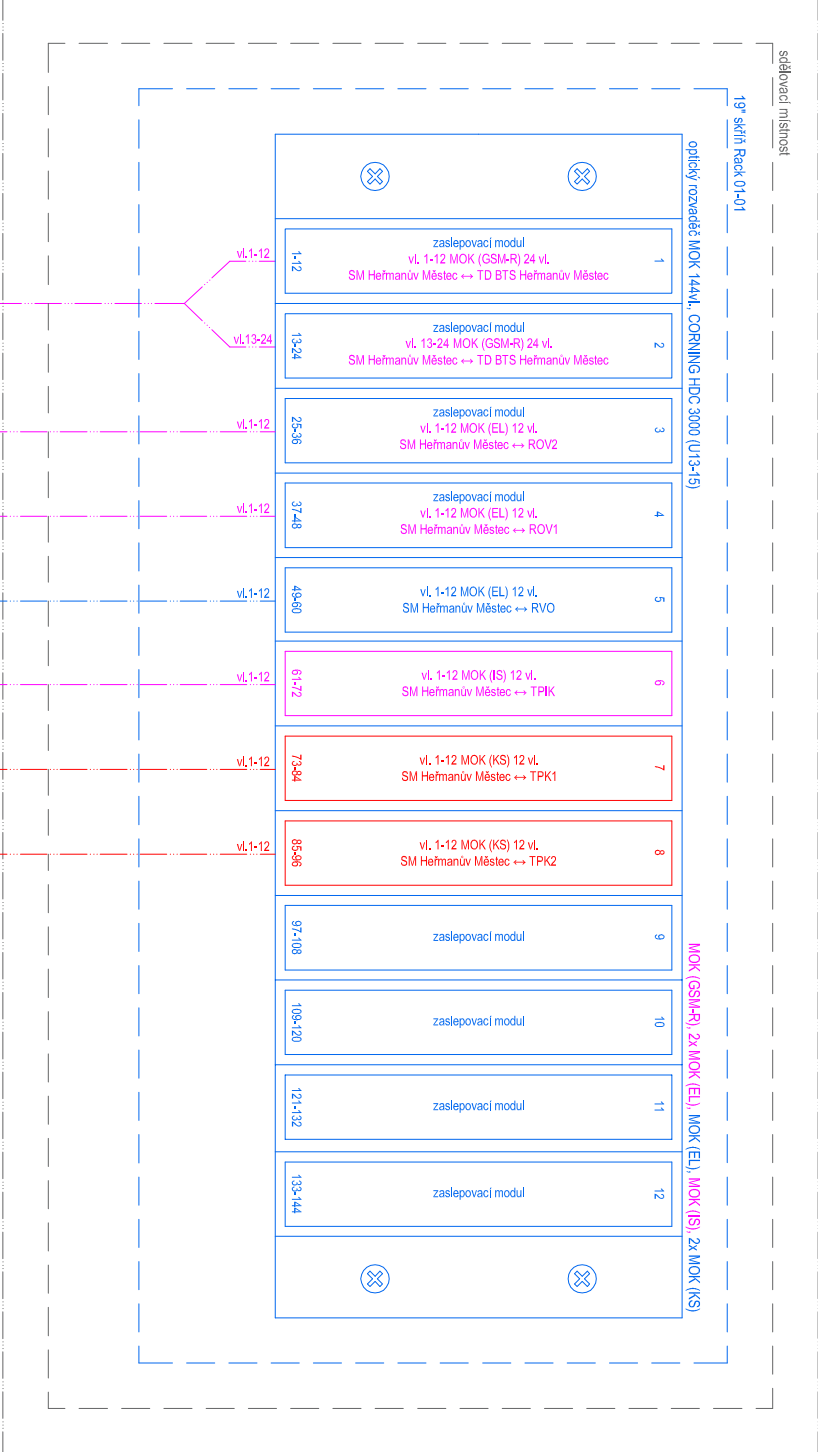 sdělovací místnost
19" skříň Rack 01-01
optický rozvaděč MOK 144vl., CORNING HDC 3000 (U13-15)
MOK (GSM-R), 2x MOK (EL), MOK (EL), MOK (IS), 2x MOK (KS)
zaslepovací modul
vl. 1-12 MOK (GSM-R) 24 vl.
SM Heřmanův Městec ↔ TD BTS Heřmanův Městec
1
1-12
vl.1-12
zaslepovací modul
vl. 13-24 MOK (GSM-R) 24 vl.
SM Heřmanův Městec ↔ TD BTS Heřmanův Městec
2
13-24
vl.13-24
zaslepovací modul
vl. 1-12 MOK (EL) 12 vl.
SM Heřmanův Městec ↔ ROV2
3
25-36
vl.1-12
zaslepovací modul
vl. 1-12 MOK (EL) 12 vl.
SM Heřmanův Městec ↔ ROV1
4
37-48
vl.1-12
vl. 1-12 MOK (EL) 12 vl.
SM Heřmanův Městec ↔ RVO
5
49-60
vl.1-12
vl. 1-12 MOK (IS) 12 vl.
SM Heřmanův Městec ↔ TPIK
6
61-72
vl.1-12
vl. 1-12 MOK (KS) 12 vl.
SM Heřmanův Městec ↔ TPK1
7
73-84
vl.1-12
vl. 1-12 MOK (KS) 12 vl.
SM Heřmanův Městec ↔ TPK2
8
85-96
vl.1-12
zaslepovací modul
9
97-108
zaslepovací modul
10
109-120
zaslepovací modul
11
121-132
zaslepovací modul
12
133-144